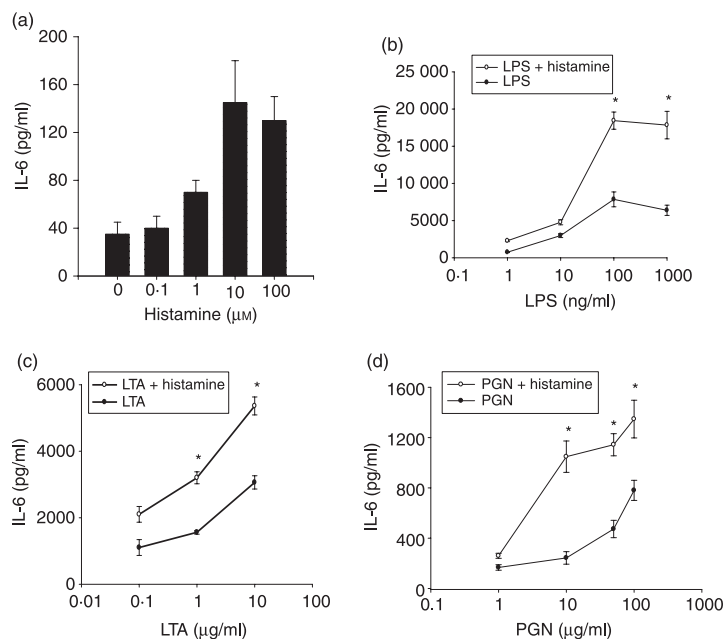 (a)
200
160
120
80
40
0
IL-6 (pg/ml)
0 0·1 1 10 100
Histamine (μM)
(b)
LPS + histamine
LPS
25 000
20 000
15 000
10 000
5000
0
IL-6 (pg/ml)
* *
0·1 1 10 100 1000
LPS (ng/ml)
(c)
LTA + histamine
LTA
6000
4000
2000
0
IL-6 (pg/ml)
* *
0·01 0·1 1 10 100
LTA (μg/ml)
(d)
PGN + histamine
PGN
1600
1200
800
400
0
IL-6 (pg/ml)
* * *
0.1 1 10 100 1000
PGN (μg/ml)